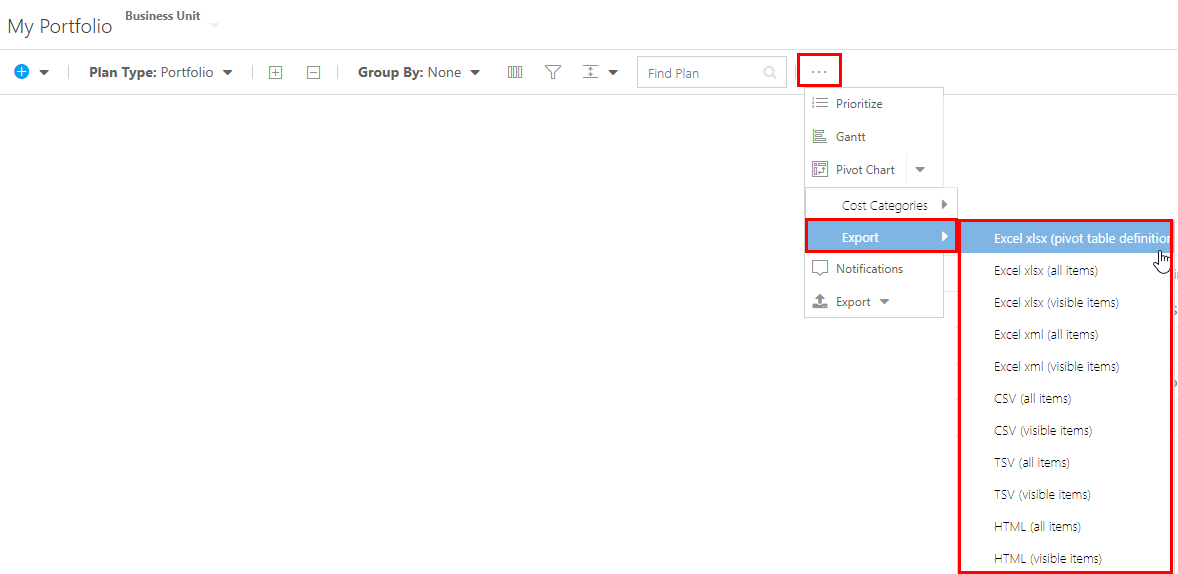 My Portfolio
Business Unit
Plan Type: Portfolio
Group By: None
Find Plan
...
Prioritize
Gantt
Pivot Chart
Cost Categories
Export
Notifications
Export
Excel xlsx (pivot table definition
Excel xlsx (all items)
Excel xlsx (visible items)
Excel xml (all items)
Excel xml (visible items)
CSV (all items)
CSV (visible items)
TSV (all items)
TSV (visible items)
HTML (all items)
HTML (visible items)